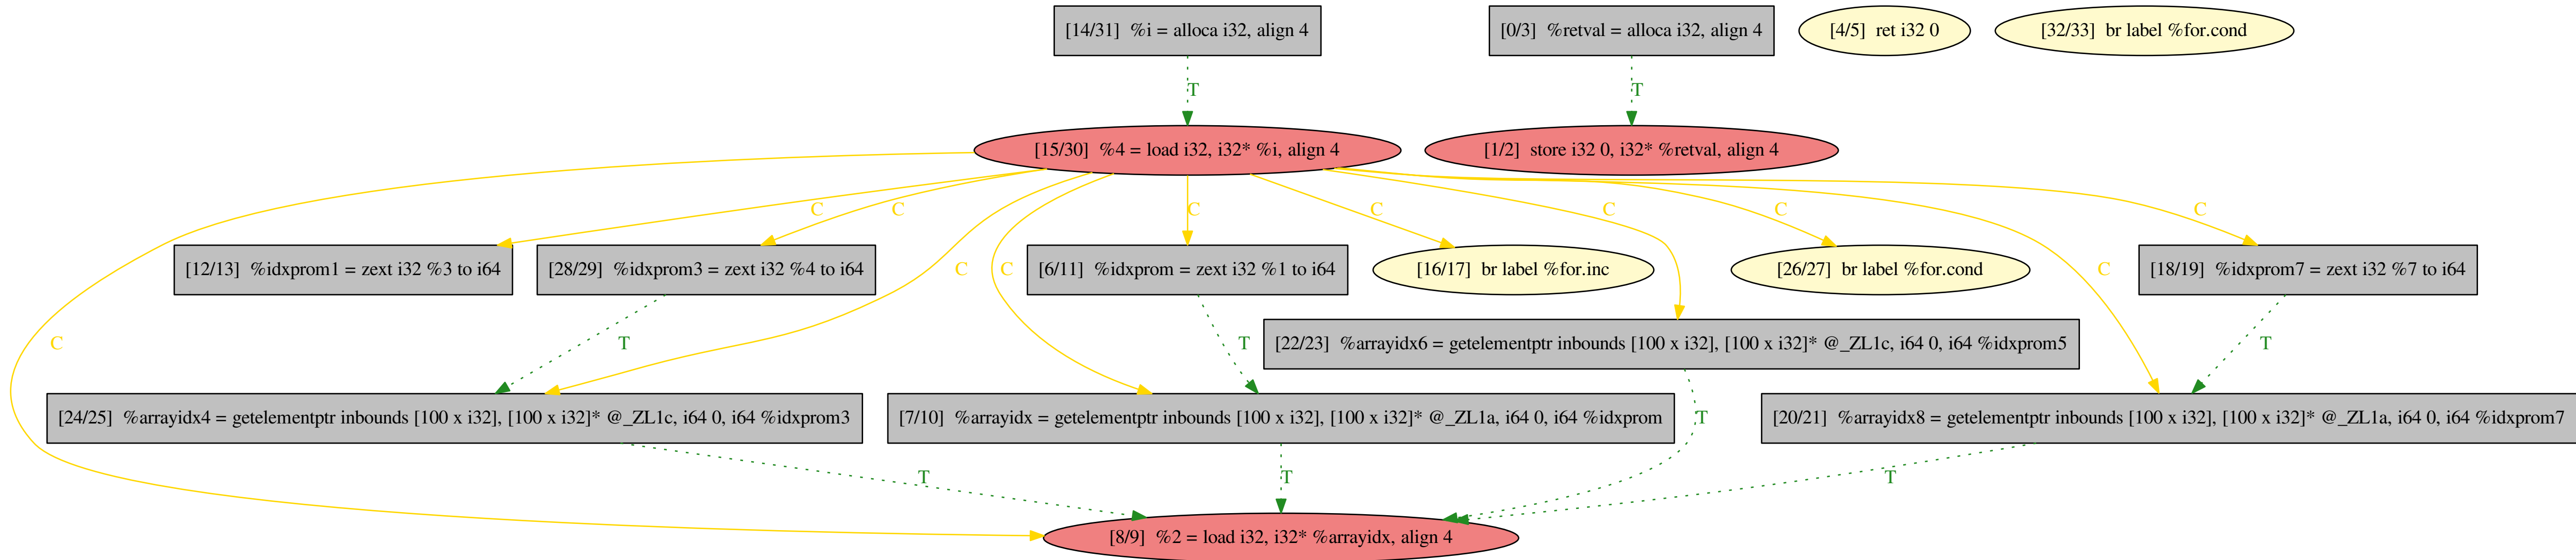 [14/31]  %i = alloca i32, align 4
[0/3]  %retval = alloca i32, align 4
[4/5]  ret i32 0
[32/33]  br label %for.cond
T
T
[15/30]  %4 = load i32, i32* %i, align 4
[1/2]  store i32 0, i32* %retval, align 4
C
C
C
C
C
C
C
[12/13]  %idxprom1 = zext i32 %3 to i64
[28/29]  %idxprom3 = zext i32 %4 to i64
C
C
[6/11]  %idxprom = zext i32 %1 to i64
[16/17]  br label %for.inc
[26/27]  br label %for.cond
C
[18/19]  %idxprom7 = zext i32 %7 to i64
C
T
T
[22/23]  %arrayidx6 = getelementptr inbounds [100 x i32], [100 x i32]* @_ZL1c, i64 0, i64 %idxprom5
T
[24/25]  %arrayidx4 = getelementptr inbounds [100 x i32], [100 x i32]* @_ZL1c, i64 0, i64 %idxprom3
[7/10]  %arrayidx = getelementptr inbounds [100 x i32], [100 x i32]* @_ZL1a, i64 0, i64 %idxprom
T
[20/21]  %arrayidx8 = getelementptr inbounds [100 x i32], [100 x i32]* @_ZL1a, i64 0, i64 %idxprom7
T
T
T
[8/9]  %2 = load i32, i32* %arrayidx, align 4